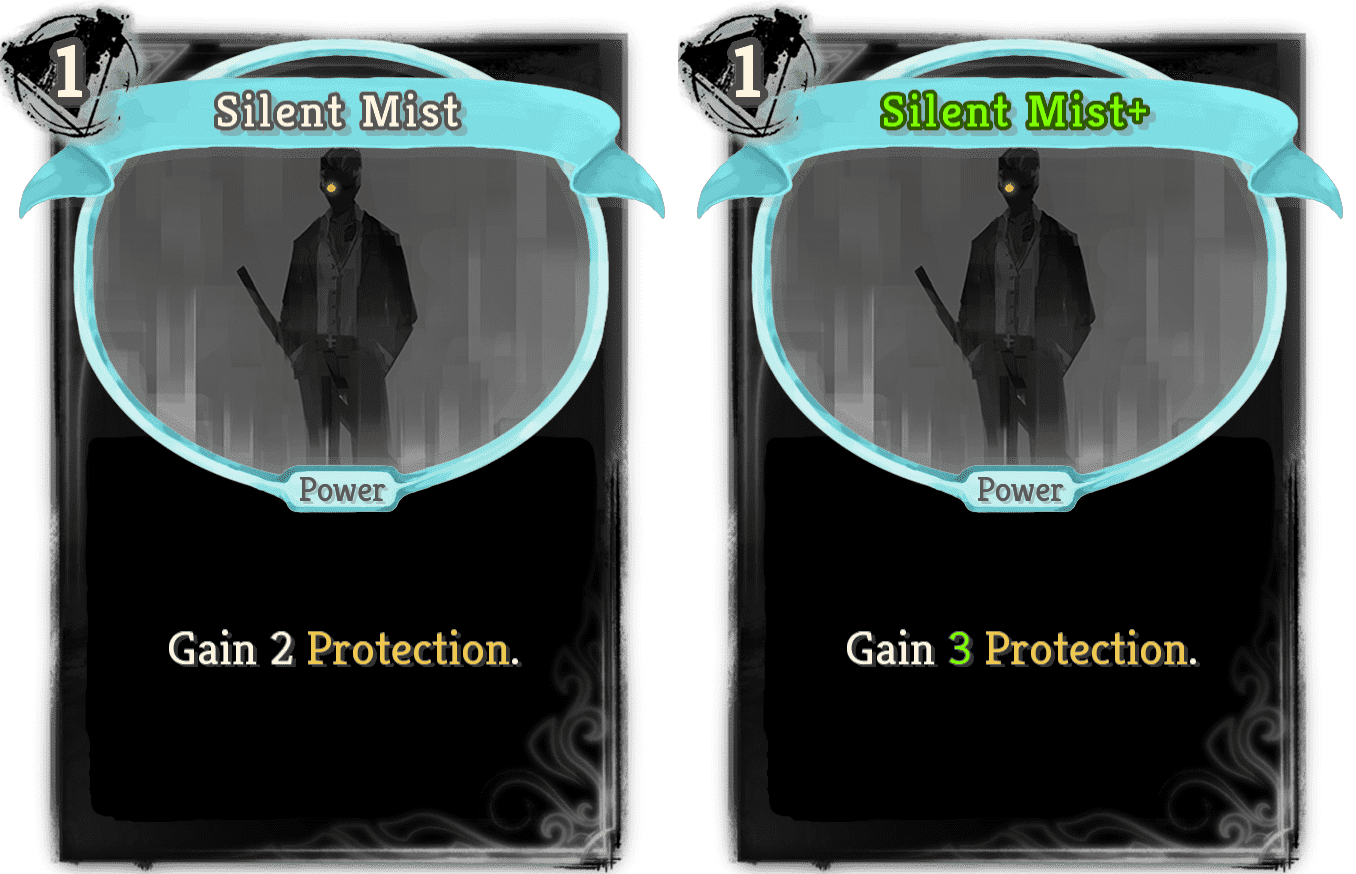 1
Silent Mist
Power
Gain 2 Protection.
1
Silent Mist+
Power
Gain 3 Protection.